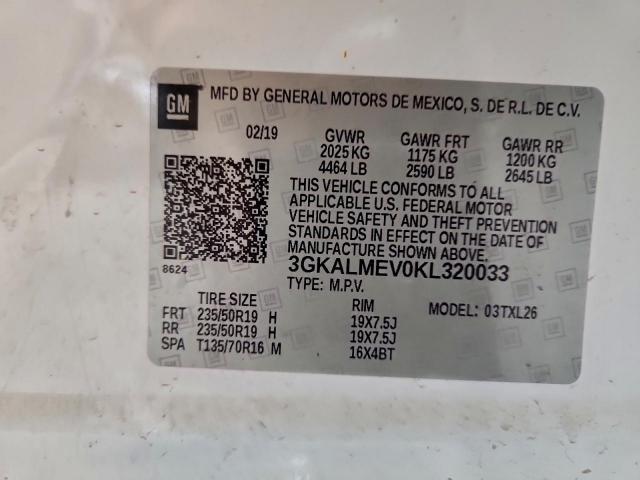 GM MFD BY GENERAL MOTORS DE MEXICO, S. DE R.L. DE C.V.
02/19 GVWR GAWR FRT GAWR RR
2025 KG 1175 KG 1200 KG
4464 LB 2590 LB 2645 LB
THIS VEHICLE CONFORMS TO ALL
APPLICABLE U.S. FEDERAL MOTOR
VEHICLE SAFETY AND THEFT PREVENTION
STANDARDS IN EFFECT ON THE DATE OF
MANUFACTURE SHOWN ABOVE.
8624 3GKALMEV0KL320033
TYPE: M.P.V.
TIRE SIZE RIM MODEL: 03TXL26
FRT 235/50R19 H 19X7.5J
RR 235/50R19 H 19X7.5J
SPA T135/70R16 M 16X4BT